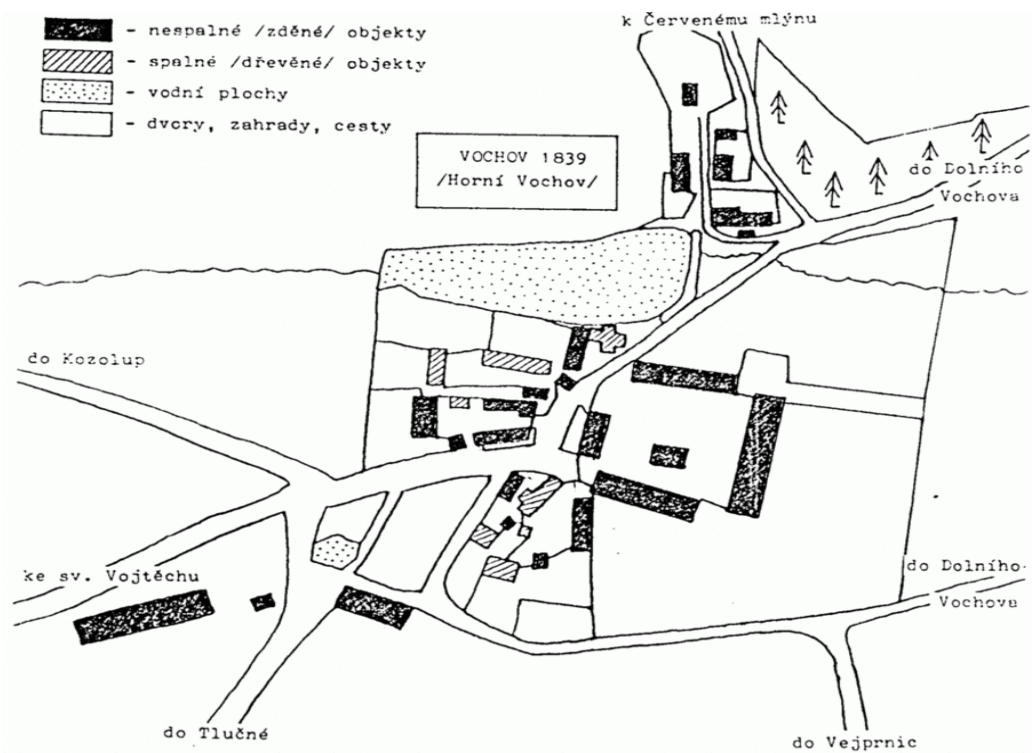 - nespalné /zděné/ objekty
- spalné /dřevěné/ objekty
- vodní plochy
- dvory, zahrady, cesty
k Červenému mlýnu
VOCHOV 1839
/Horní Vochov/
do Dolního
Vochova
do Kozolup
ke sv. Vojtěchu
do Dolního
Vochova
do Tlučné
do Vejprnic